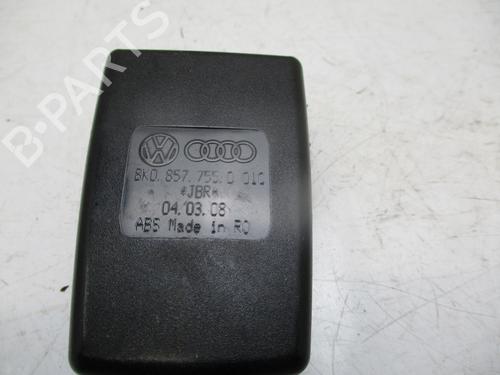 B-PARTS
8K0.857.755.D 01C
*JBR*
04.03.08
ABS Made in RO